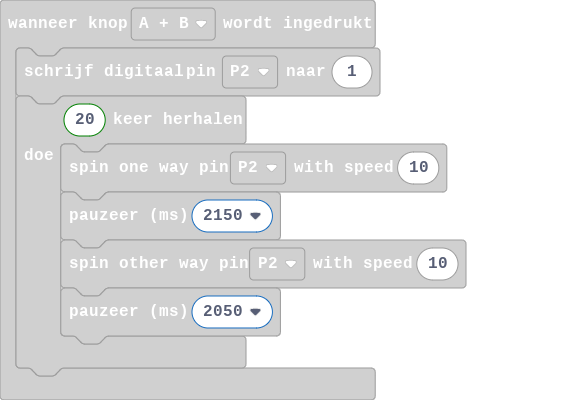 wanneer knop A + B wordt ingedrukt
schrijf digitaalpin P2 naar 1
20 keer herhalen
doe
spin one way pin P2 with speed 10
pauzeer (ms) 2150
spin other way pin P2 with speed 10
pauzeer (ms) 2050